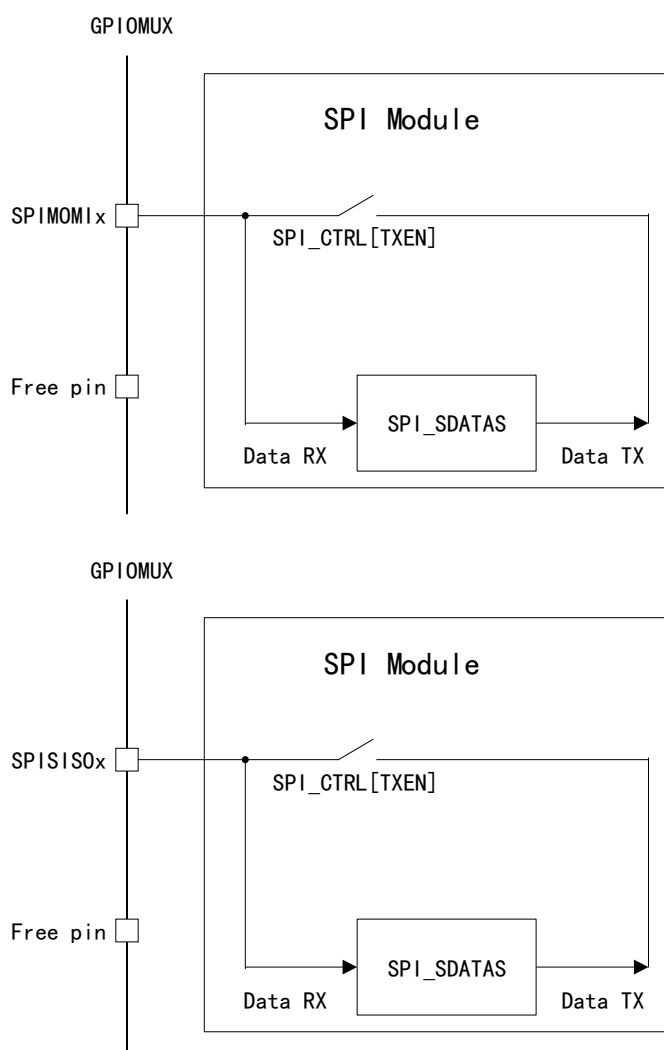 GPIOMUX
SPI Module
SPIMOMIx
SPI_CTRL[TXEN]
Free pin
SPI_SDATAS
Data RX
Data TX
GPIOMUX
SPI Module
SPISISOx
SPI_CTRL[TXEN]
Free pin
SPI_SDATAS
Data RX
Data TX